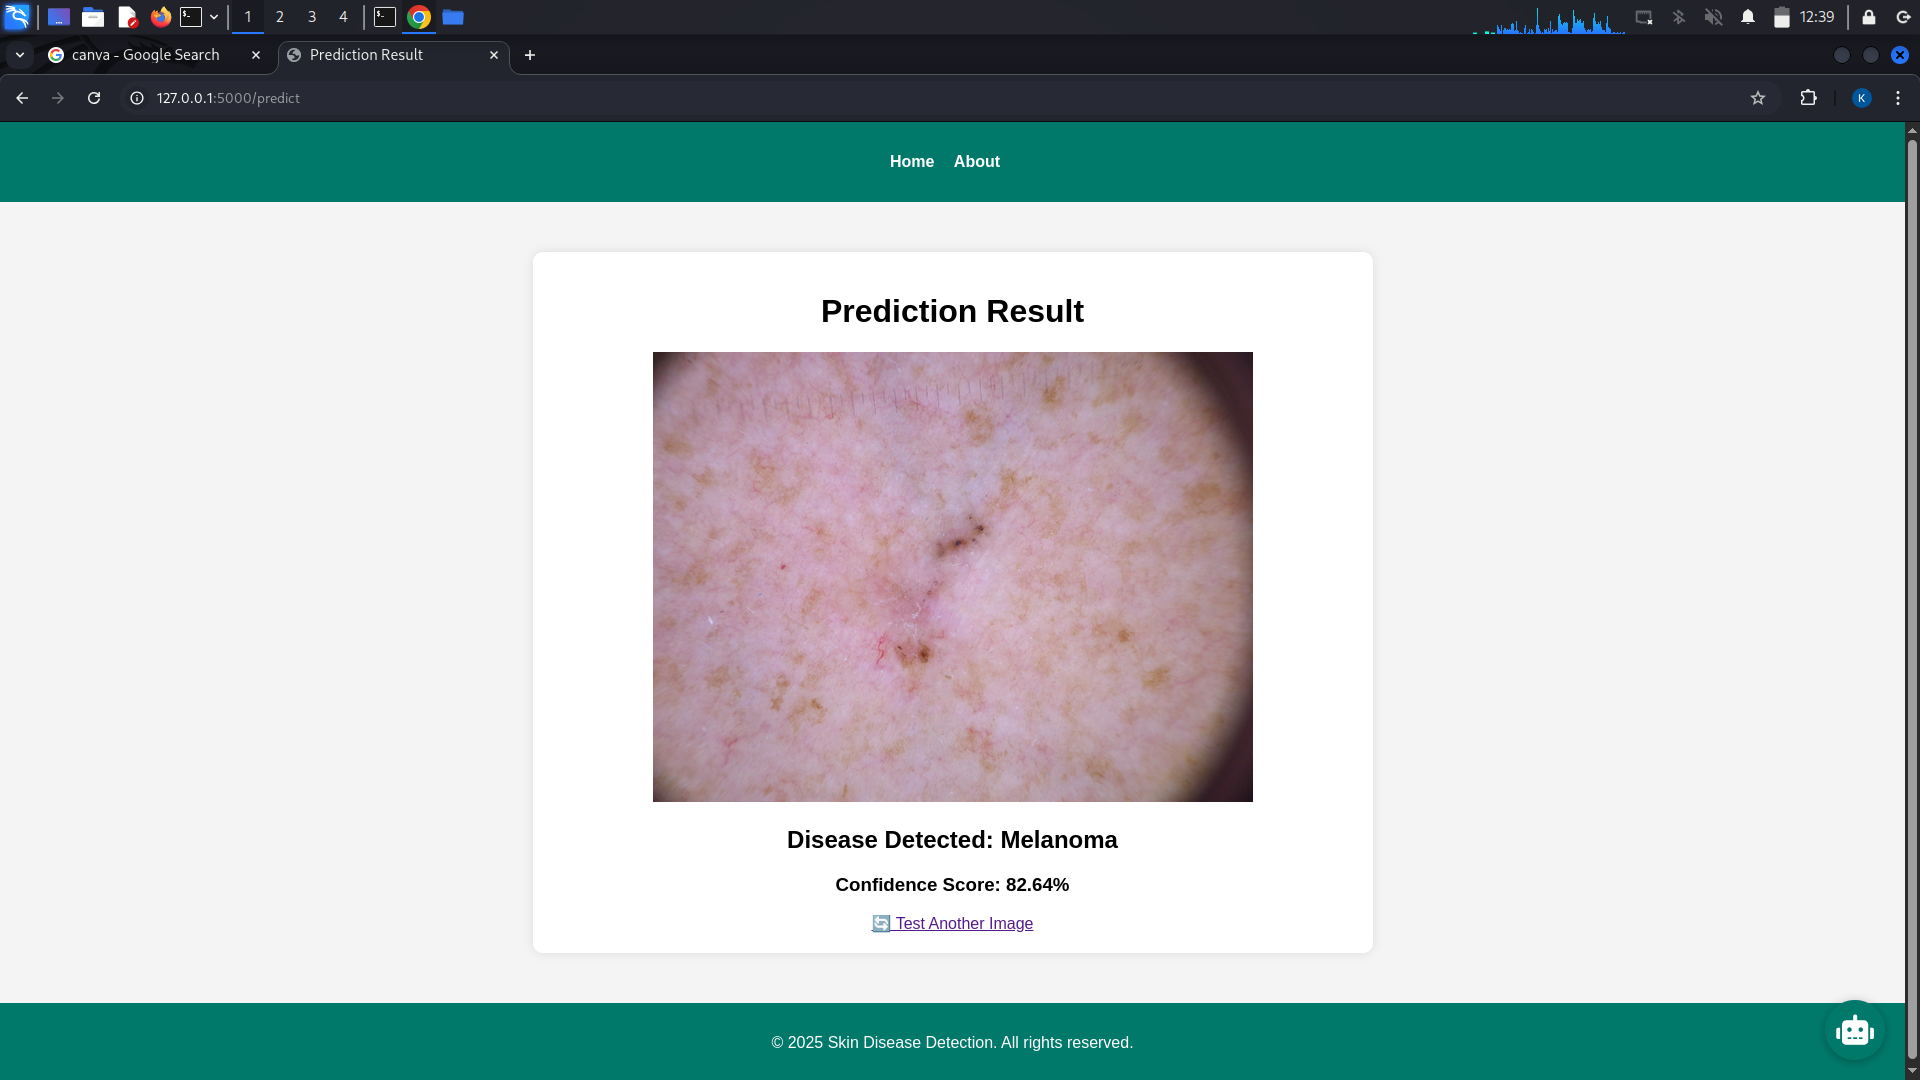 1 2 3 4 12:39
canva - Google Search Prediction Result
127.0.0.1:5000/predict K
Home About
Prediction Result
Disease Detected: Melanoma
Confidence Score: 82.64%
Test Another Image
© 2025 Skin Disease Detection. All rights reserved.